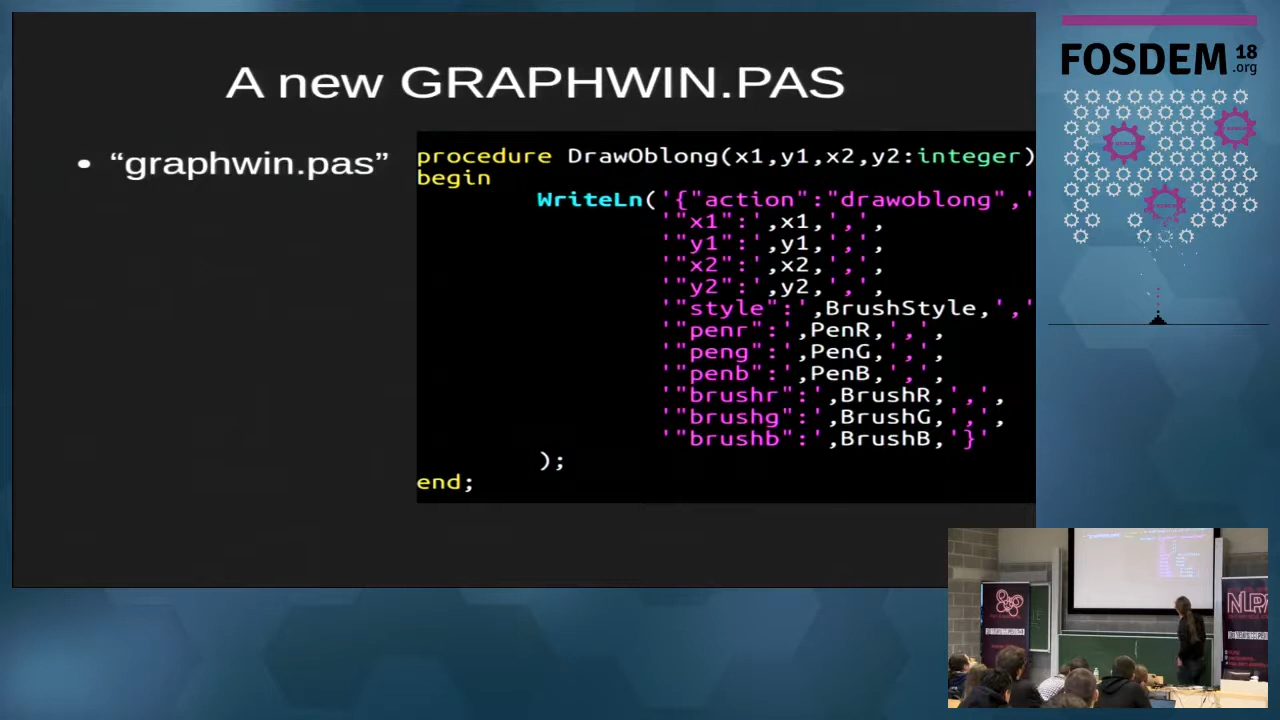 A new GRAPHWIN.PAS
• “graphwin.pas”
procedure DrawOblong(x1,y1,x2,y2:integer)
begin
WriteLn('{"action":"drawoblong",'
'"x1":',x1,',',
'"y1":',y1,',',
'"x2":',x2,',',
'"y2":',y2,',',
'"style":',BrushStyle,','
'"penr":',PenR,',',
'"peng":',PenG,',',
'"penb":',PenB,',',
'"brushr":',BrushR,',',
'"brushg":',BrushG,',',
'"brushb":',BrushB,'}'
);
end;
FOSDEM 18
.org